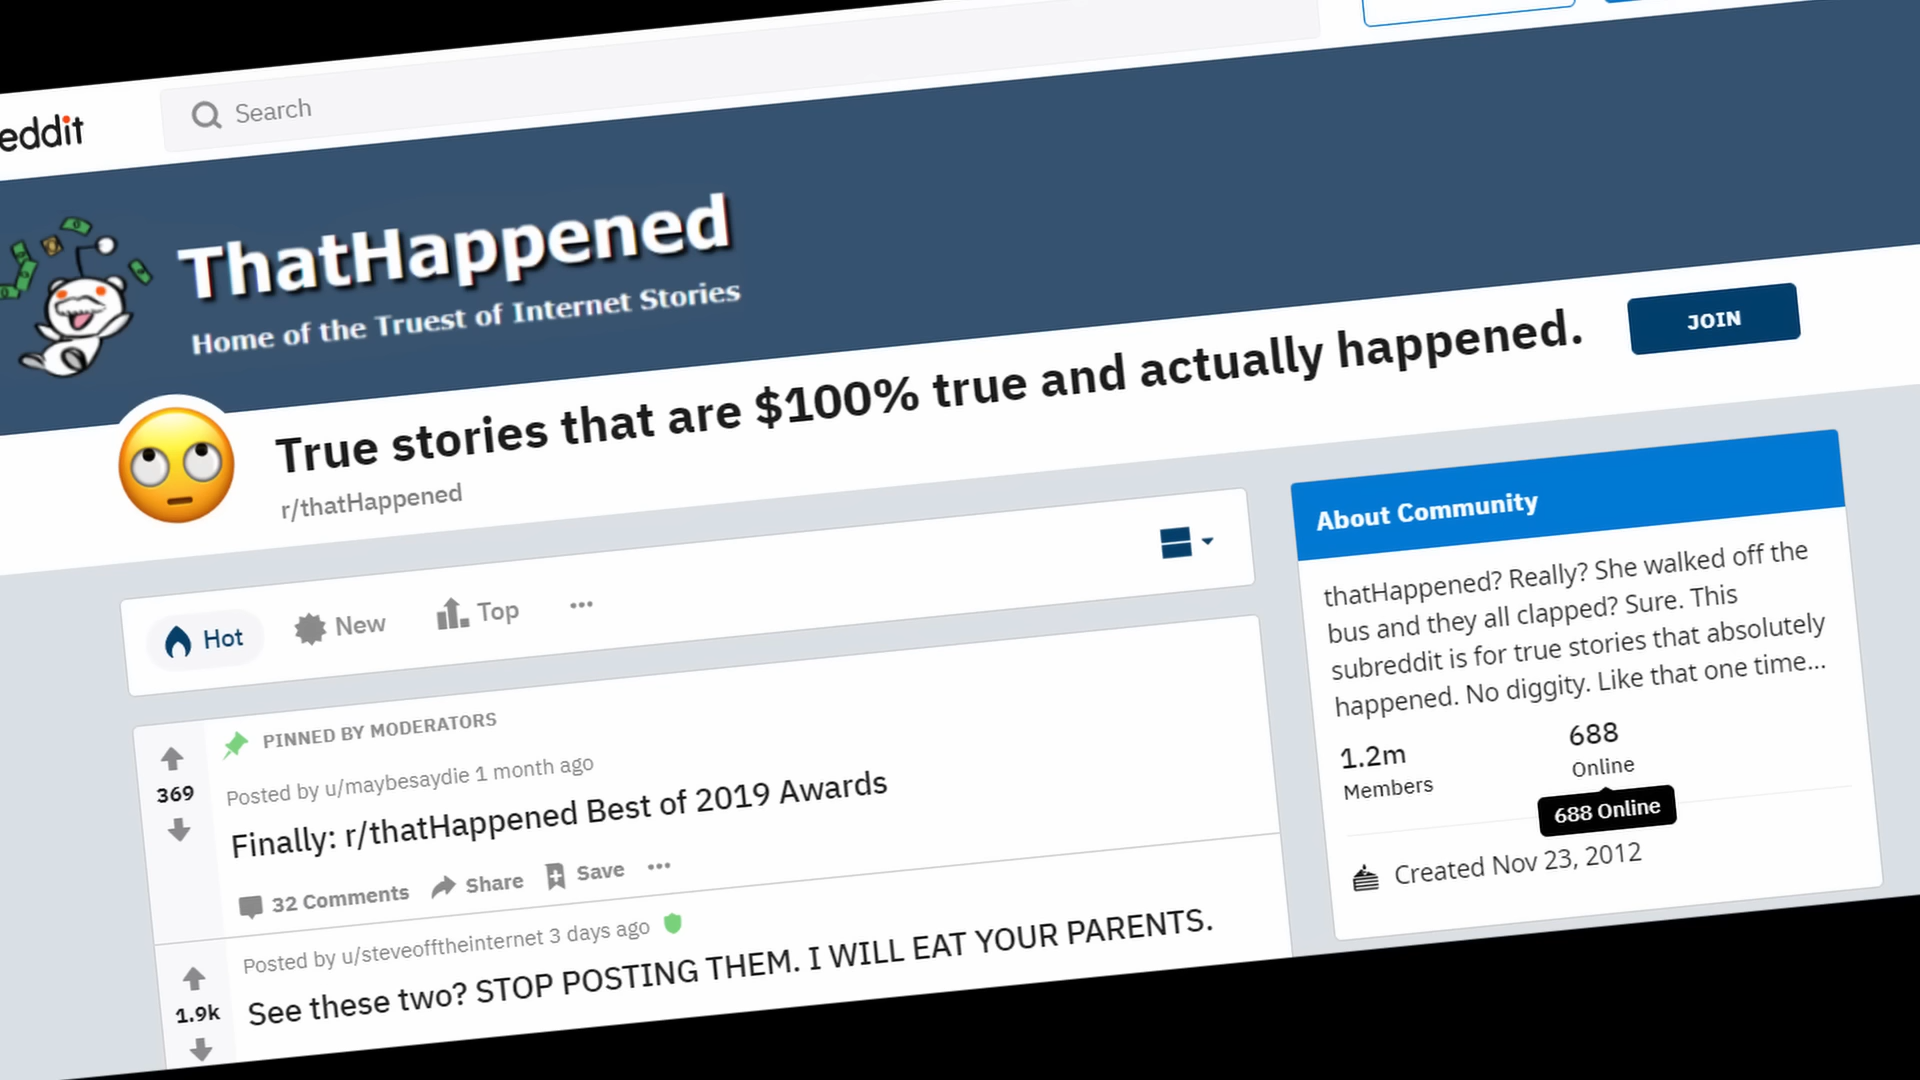 eddit
Search
ThatHappened
Home of the Truest of Internet Stories
True stories that are $100% true and actually happened.
JOIN
r/thatHappened
Hot
New
Top
PINNED BY MODERATORS
369
Posted by u/maybesaydie 1 month ago
Finally: r/thatHappened Best of 2019 Awards
32 Comments
Share
Save
1.9k
Posted by u/steveofftheinternet 3 days ago
See these two? STOP POSTING THEM. I WILL EAT YOUR PARENTS.
About Community
thatHappened? Really? She walked off the
bus and they all clapped? Sure. This
subreddit is for true stories that absolutely
happened. No diggity. Like that one time...
1.2m
Members
688
Online
688 Online
Created Nov 23, 2012